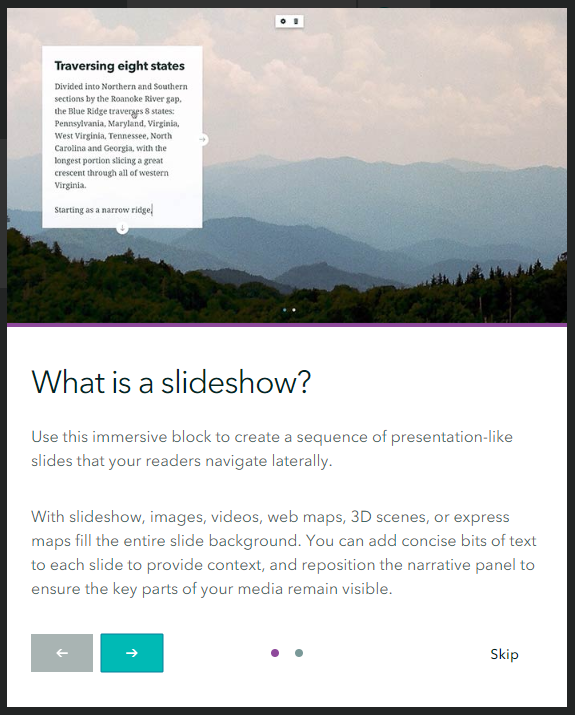 Traversing eight states
Divided into Northern and Southern
sections by the Roanoke River gap,
the Blue Ridge traverses 8 states:
Pennsylvania, Maryland, Virginia,
West Virginia, Tennessee, North
Carolina and Georgia, with the
longest portion slicing a great
crescent through all of western
Virginia.
Starting as a narrow ridge,
What is a slideshow?
Use this immersive block to create a sequence of presentation-like
slides that your readers navigate laterally.
With slideshow, images, videos, web maps, 3D scenes, or express
maps fill the entire slide background. You can add concise bits of text
to each slide to provide context, and reposition the narrative panel to
ensure the key parts of your media remain visible.
Skip